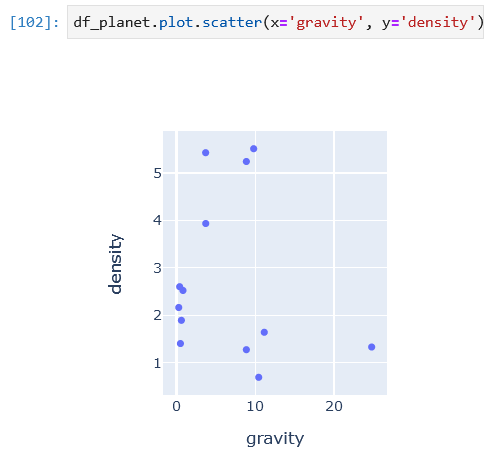 [102]: df_planet.plot.scatter(x='gravity', y='density')
5
4
3
2
1
density
0 10 20
gravity